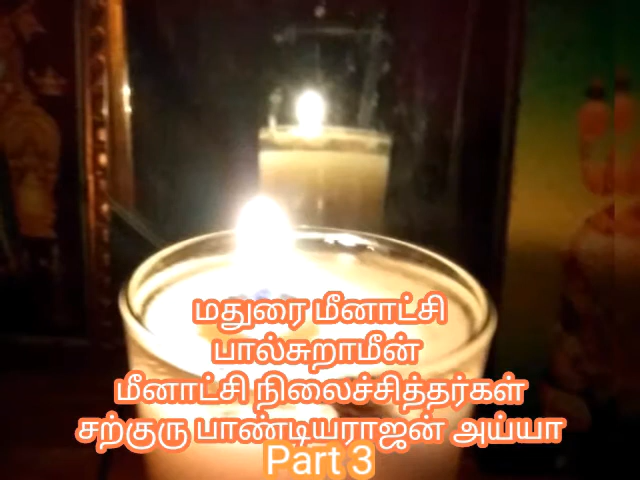 மதுரை மீனாட்சி
பால்சுறாமீன்
மீனாட்சி நிலைச்சித்தர்கள்
சற்குரு பாண்டியராஜன் அய்யா
Part 3